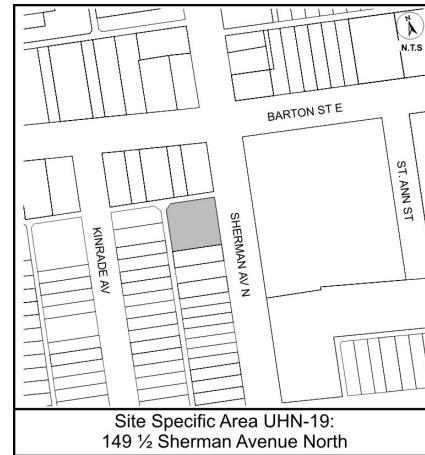 N
N.T.S
BARTON ST E
ST. ANN ST
KINRADE AV
SHERMAN AV N
Site Specific Area UHN-19:
149 ½ Sherman Avenue North